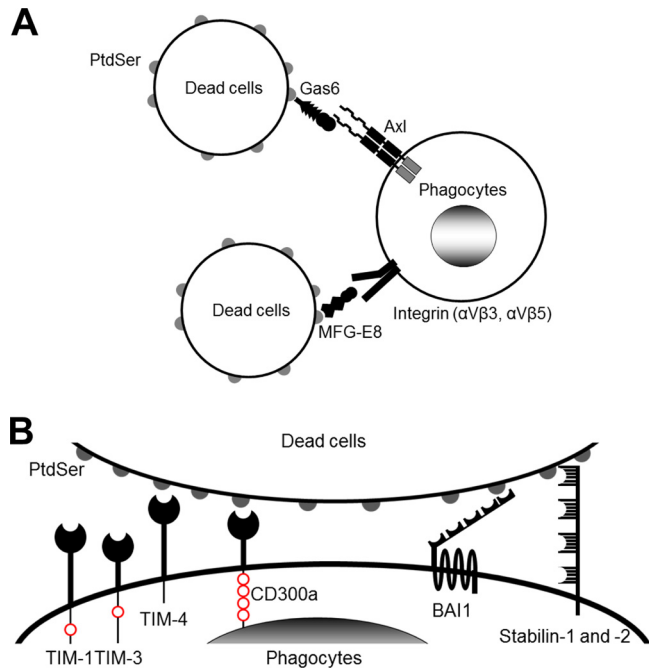 A
PtdSer
Dead cells
Gas6
Axl
Phagocytes
Dead cells
MFG-E8
Integrin (αVβ3, αVβ5)
B
Dead cells
PtdSer
TIM-1
TIM-3
TIM-4
CD300a
BAI1
Stabilin-1 and -2
Phagocytes